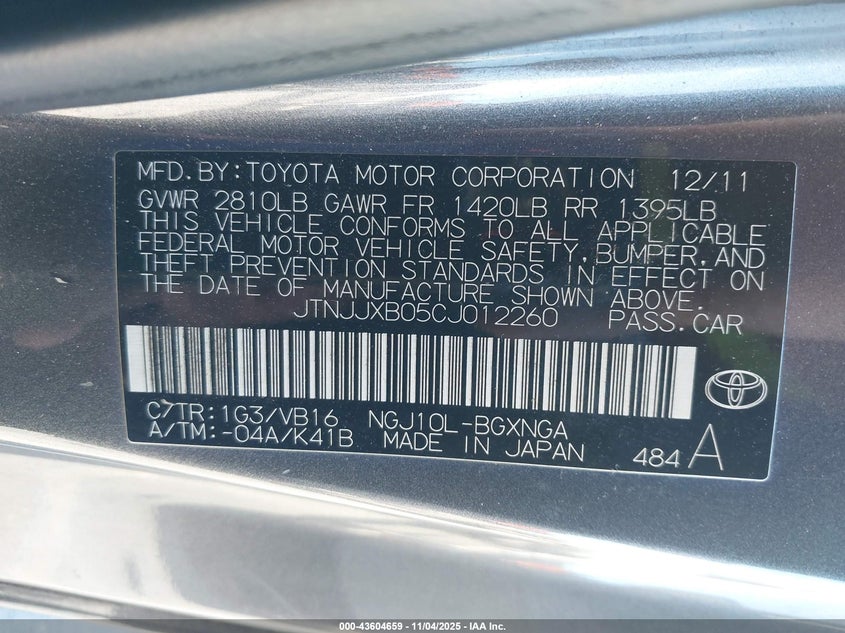 MFD.BY:TOYOTA MOTOR CORPORATION 12/11
GVWR 2810LB GAWR FR 1420LB RR 1395LB
THIS VEHICLE CONFORMS TO ALL APPLICABLE
FEDERAL MOTOR VEHICLE SAFETY,BUMPER,AND
THEFT PREVENTION STANDARDS IN EFFECT ON
THE DATE OF MANUFACTURE SHOWN ABOVE.
JTNJJXB05CJ012260 PASS.CAR
C/TR:1G3/VB16 NGJ10L-BGXNGA
A/TM:-04A/K41B MADE IN JAPAN 484A
000-43604659 - 11/04/2025 - IAA Inc.